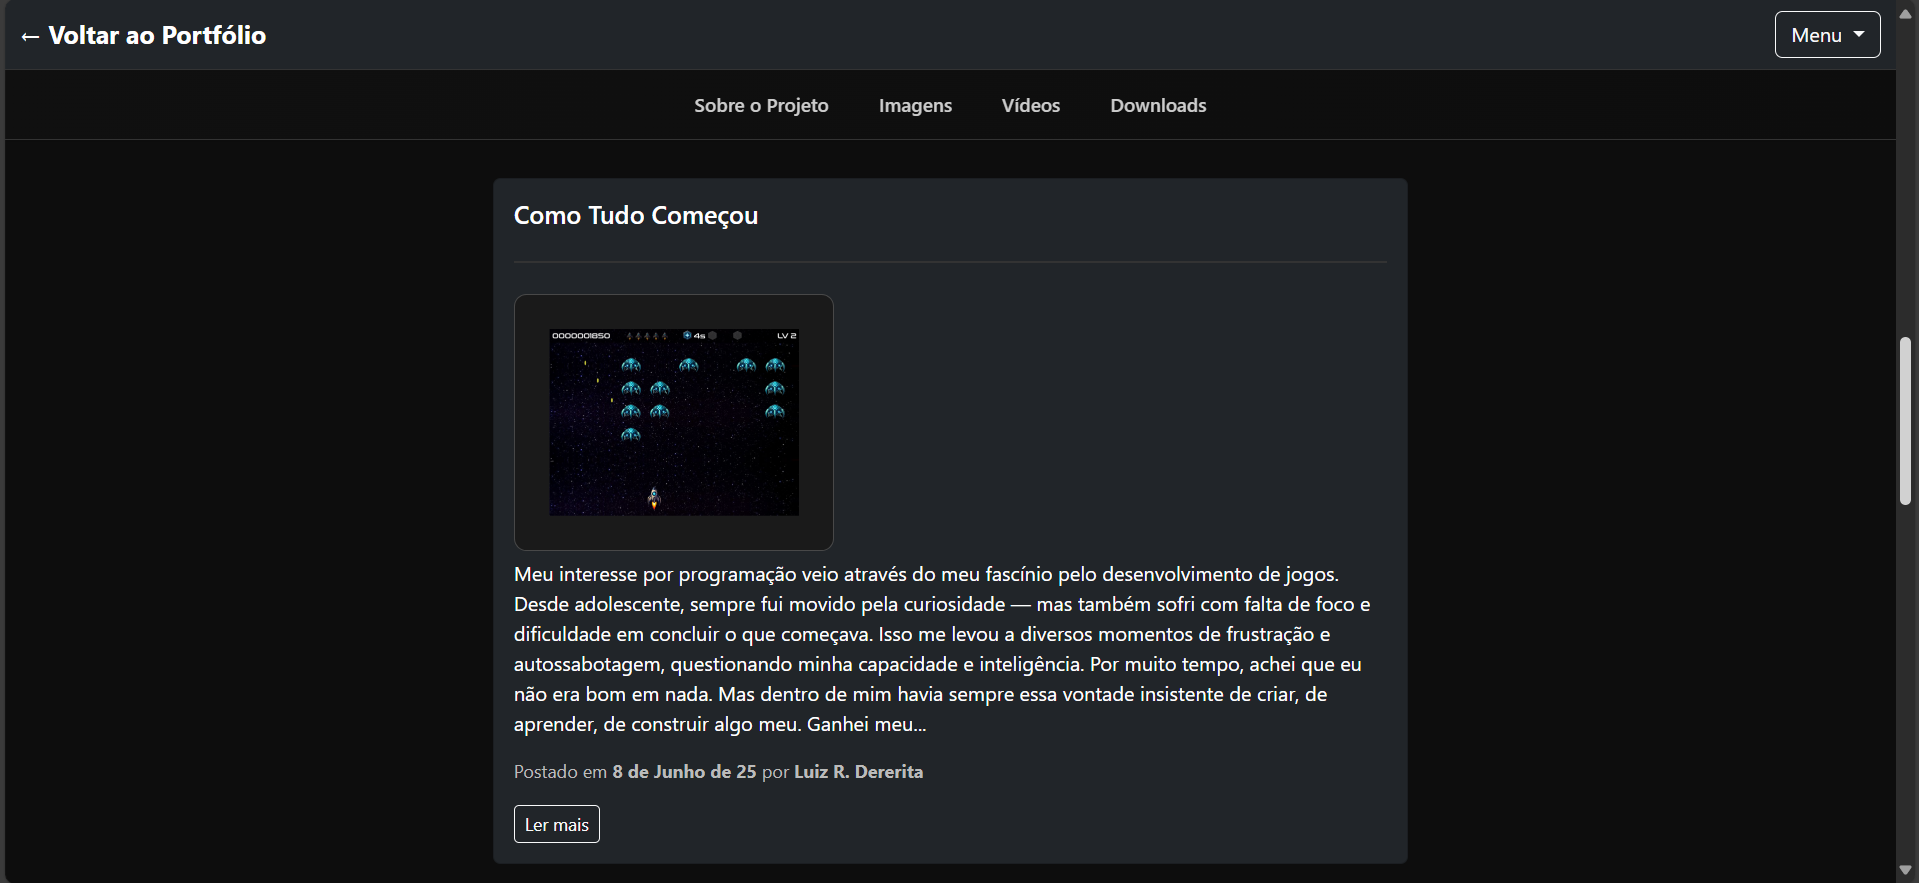 ← Voltar ao Portfólio
Menu
Sobre o Projeto Imagens Vídeos Downloads
Como Tudo Começou
0000001850 4s LV 2
Meu interesse por programação veio através do meu fascínio pelo desenvolvimento de jogos.
Desde adolescente, sempre fui movido pela curiosidade — mas também sofri com falta de foco e
dificuldade em concluir o que começava. Isso me levou a diversos momentos de frustração e
autossabotagem, questionando minha capacidade e inteligência. Por muito tempo, achei que eu
não era bom em nada. Mas dentro de mim havia sempre essa vontade insistente de criar, de
aprender, de construir algo meu. Ganhei meu...
Postado em 8 de Junho de 25 por Luiz R. Dererita
Ler mais